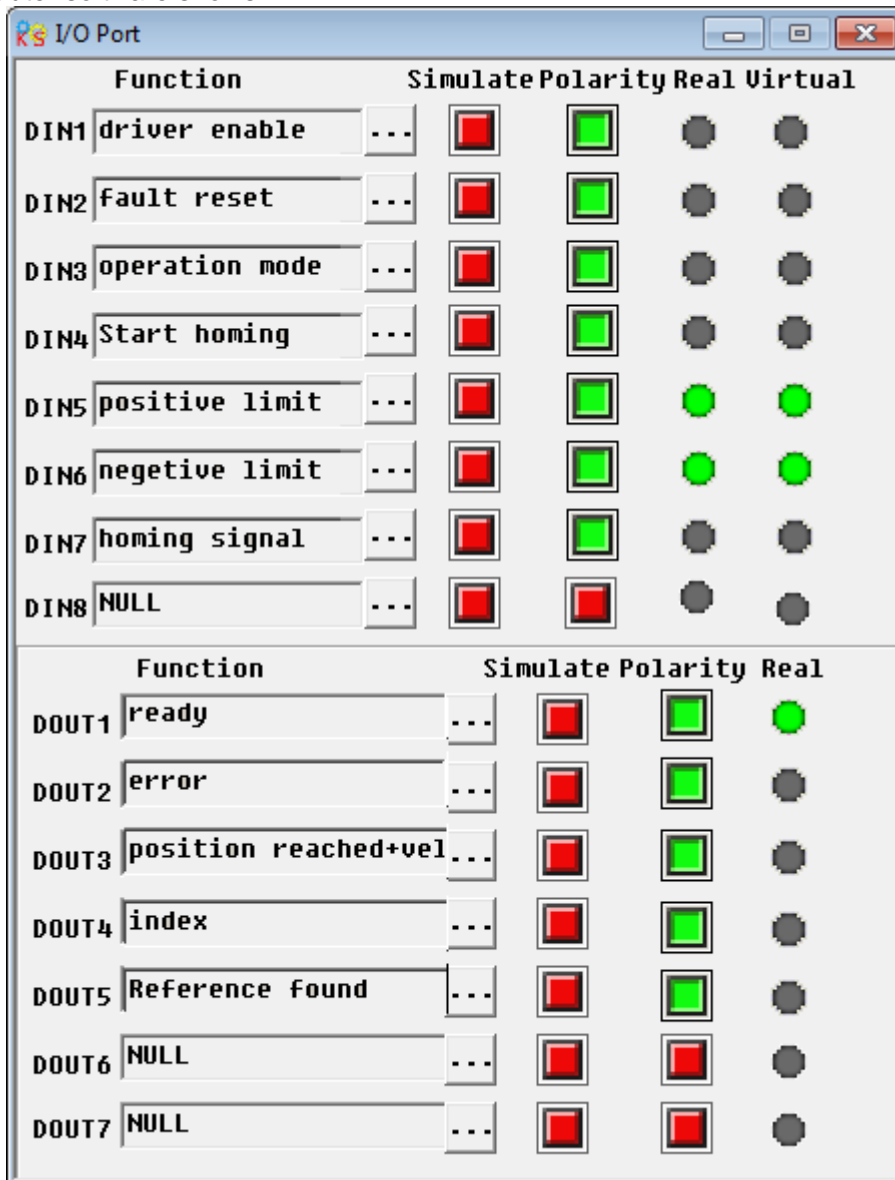 I/O Port
Function Simulate Polarity Real Virtual
DIN1 driver enable ...
DIN2 fault reset ...
DIN3 operation mode ...
DIN4 Start homing ...
DIN5 positive limit ...
DIN6 negetive limit ...
DIN7 homing signal ...
DIN8 NULL ...
Function Simulate Polarity Real
DOUT1 ready ...
DOUT2 error ...
DOUT3 position reached+vel ...
DOUT4 index ...
DOUT5 Reference found ...
DOUT6 NULL ...
DOUT7 NULL ...